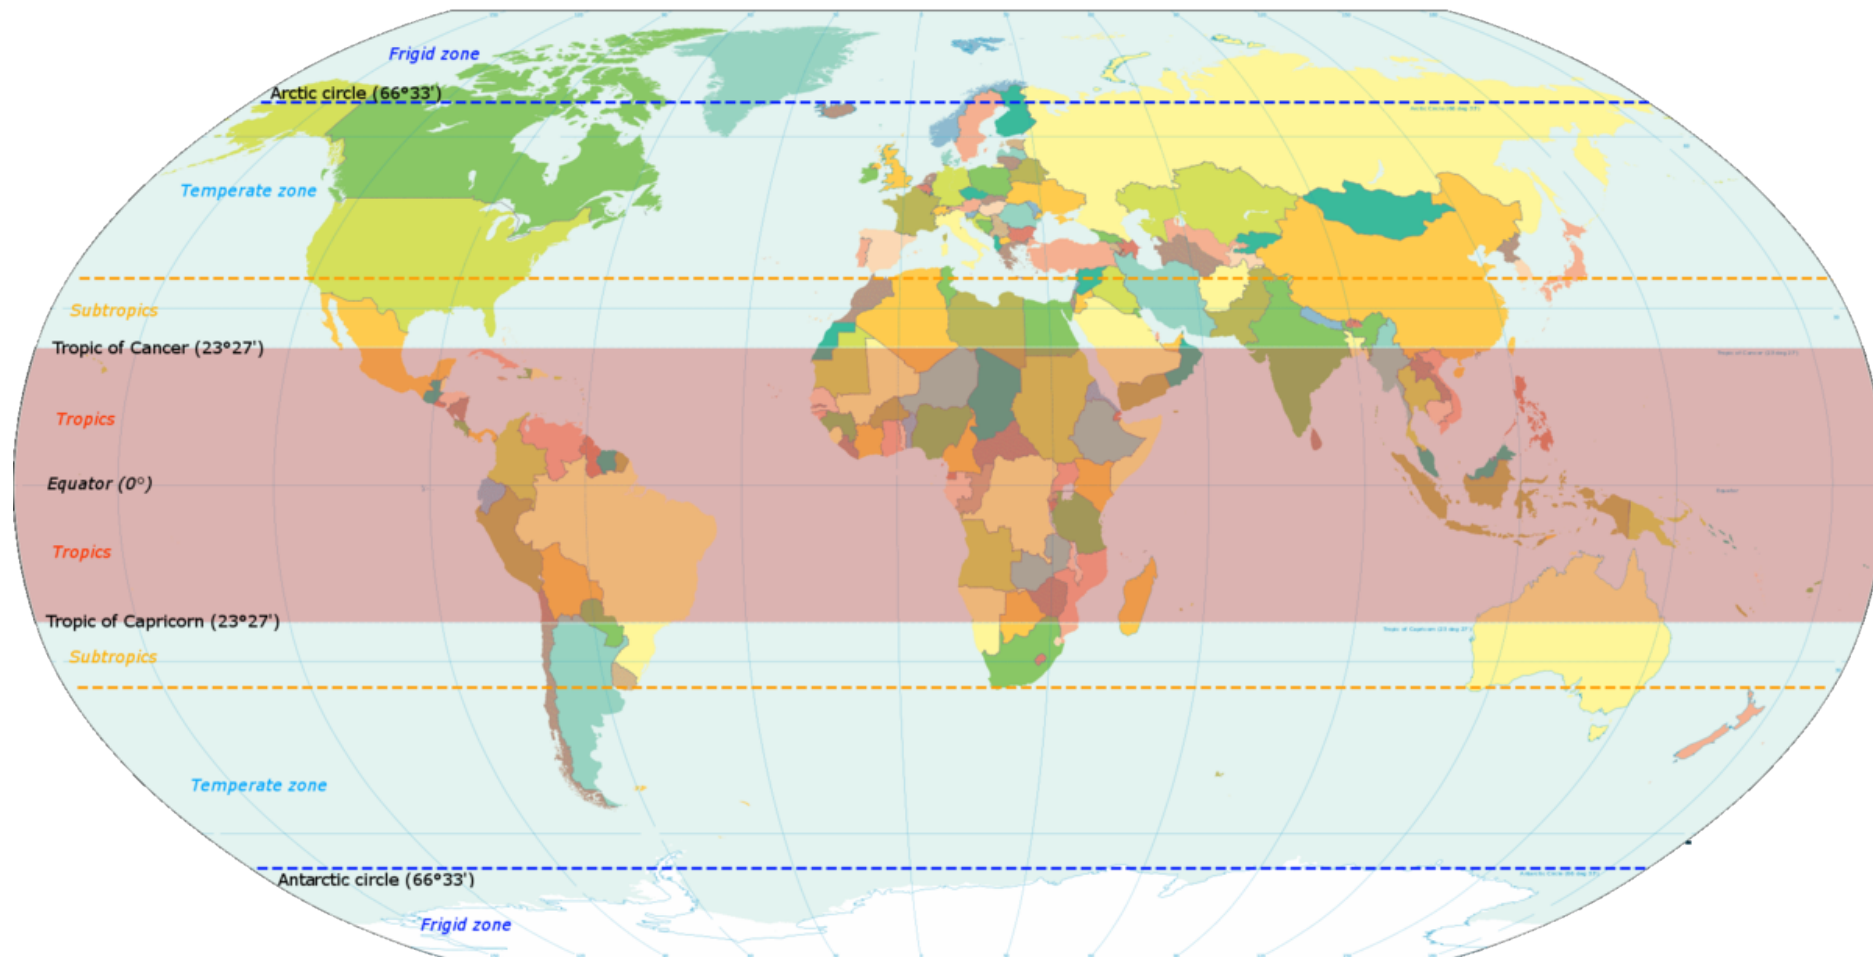 Frigid zone
Arctic circle (66°33')
Temperate zone
Subtropics
Tropic of Cancer (23°27')
Tropics
Equator (0°)
Equator
Tropics
Tropic of Capricorn (23°27')
Subtropics
Temperate zone
Antarctic circle (66°33')
Frigid zone